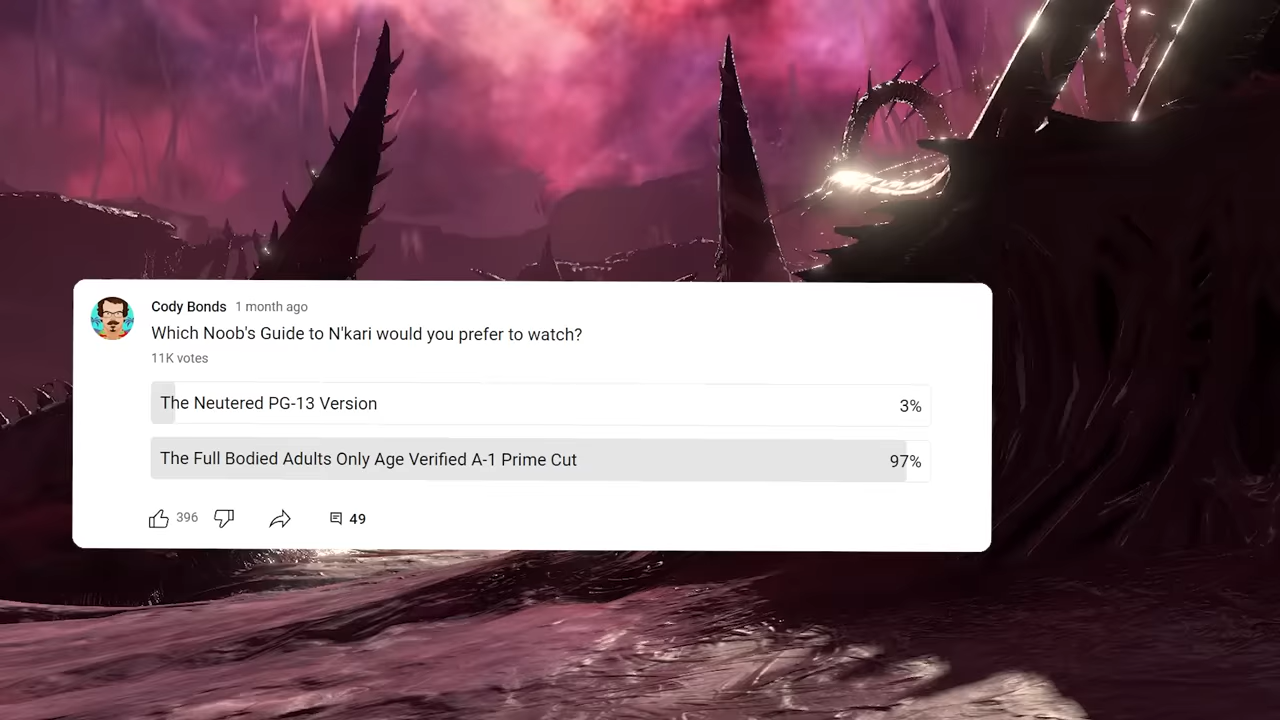 Cody Bonds 1 month ago
Which Noob's Guide to N'kari would you prefer to watch?
11K votes
The Neutered PG-13 Version 3%
The Full Bodied Adults Only Age Verified A-1 Prime Cut 97%
396 49